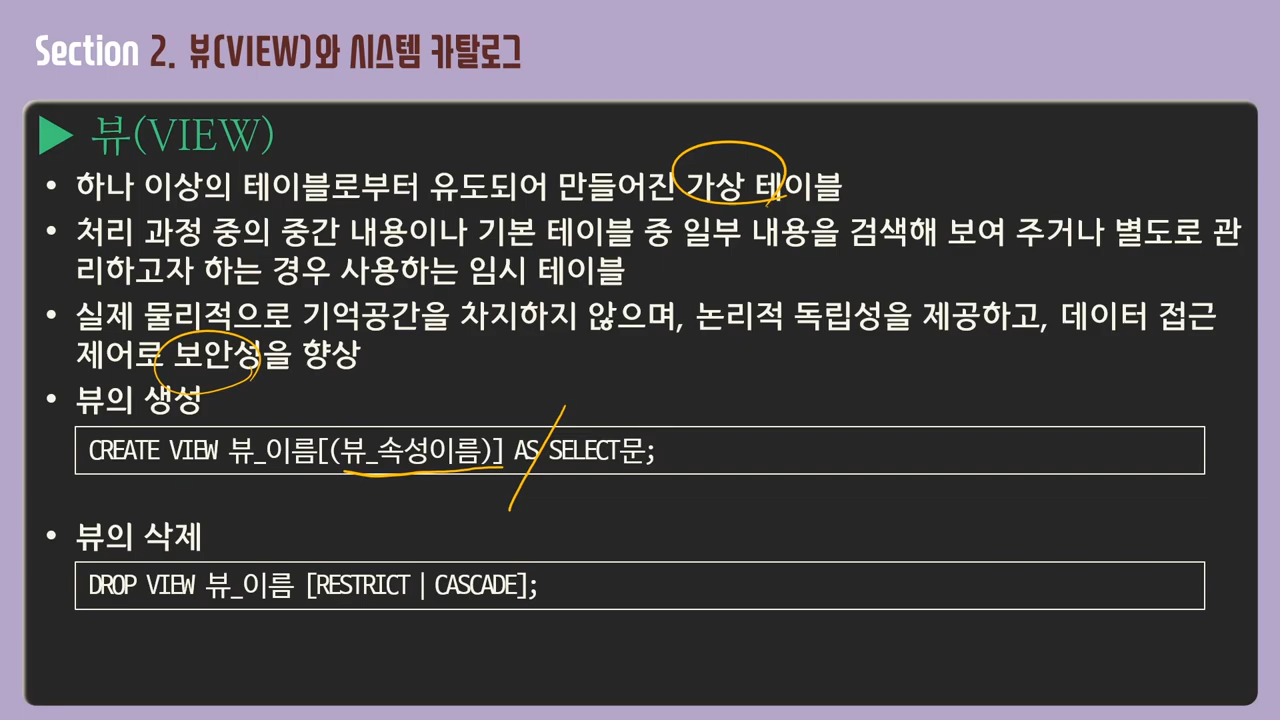 Section 2. 뷰(VIEW)와 시스템 카탈로그
▶ 뷰(VIEW)
• 하나 이상의 테이블로부터 유도되어 만들어진 가상 테이블
• 처리 과정 중의 중간 내용이나 기본 테이블 중 일부 내용을 검색해 보여 주거나 별도로 관
리하고자 하는 경우 사용하는 임시 테이블
• 실제 물리적으로 기억공간을 차지하지 않으며, 논리적 독립성을 제공하고, 데이터 접근
제어로 보안성을 향상
• 뷰의 생성
CREATE VIEW 뷰_이름[(뷰_속성이름)] AS SELECT문;
• 뷰의 삭제
DROP VIEW 뷰_이름 [RESTRICT | CASCADE];